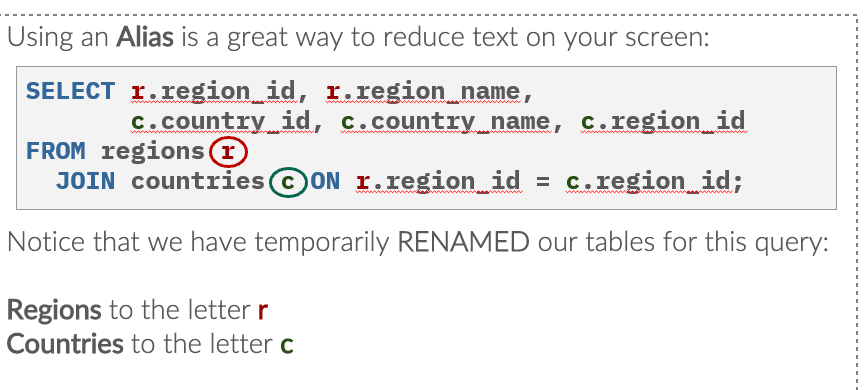 Using an Alias is a great way to reduce text on your screen:
SELECT r.region_id, r.region_name,
c.country_id, c.country_name, c.region_id
FROM regions r
JOIN countries c ON r.region_id = c.region_id;
Notice that we have temporarily RENAMED our tables for this query:
Regions to the letter r
Countries to the letter c